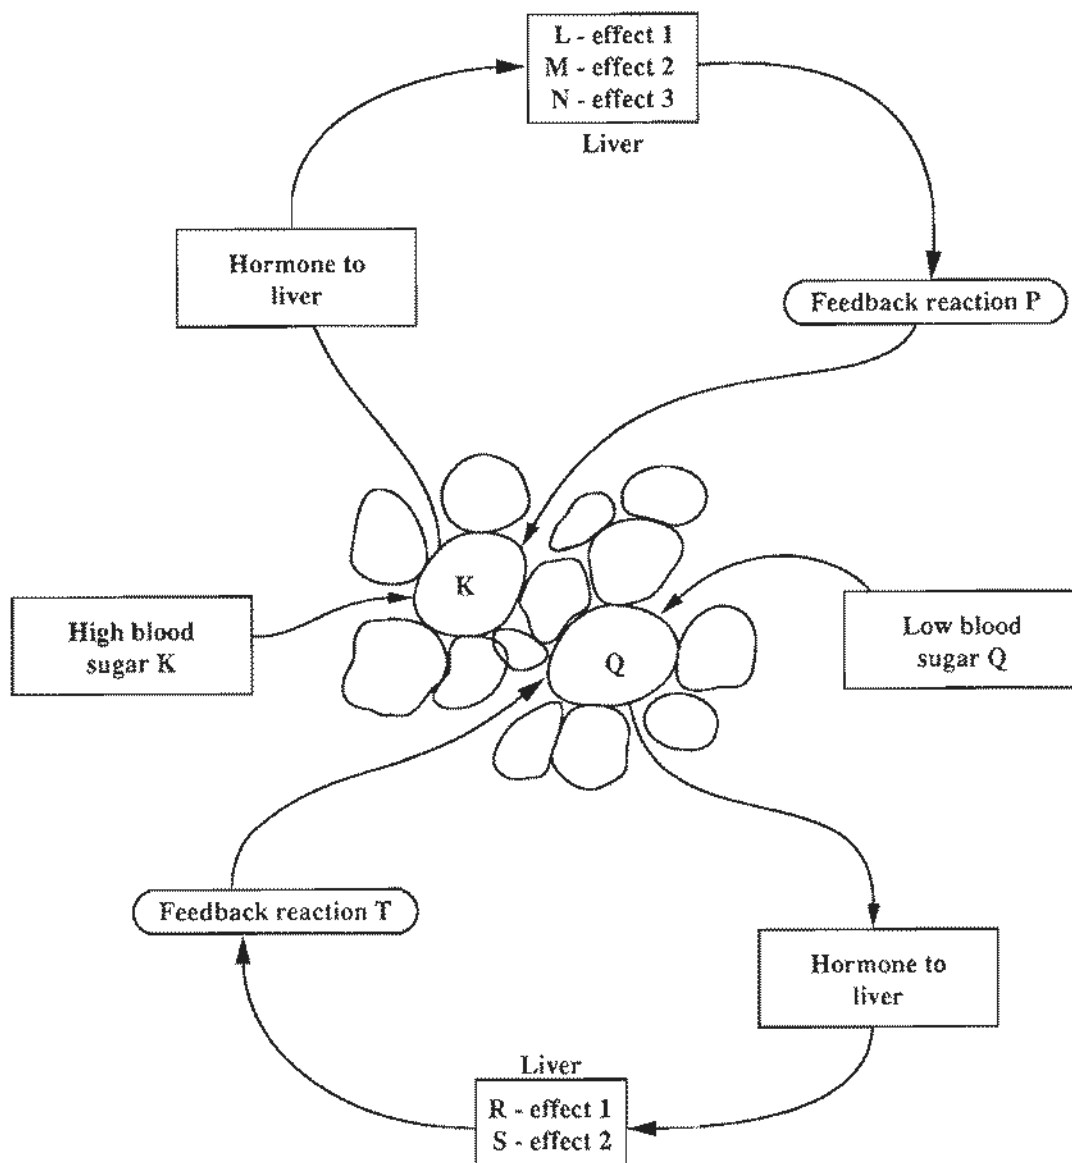 L - effect 1
M - effect 2
N - effect 3
Liver
Hormone to
liver
Feedback reaction P
K
High blood
sugar K
Q
Low blood
sugar Q
Feedback reaction T
Hormone to
liver
Liver
R - effect 1
S - effect 2